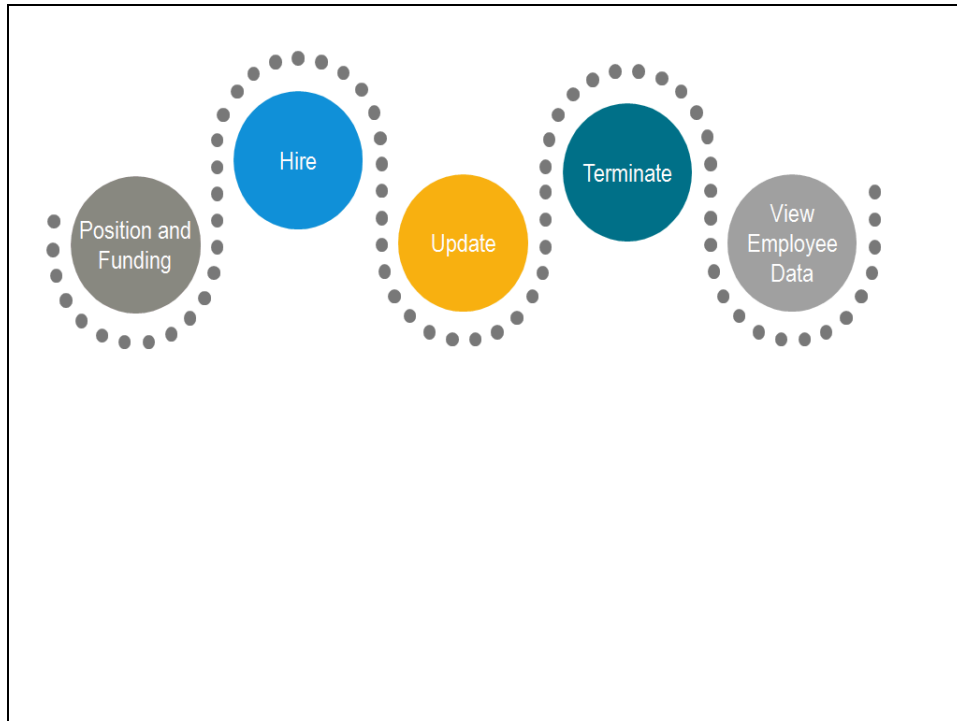 Position and
Funding
Hire
Update
Terminate
View
Employee
Data